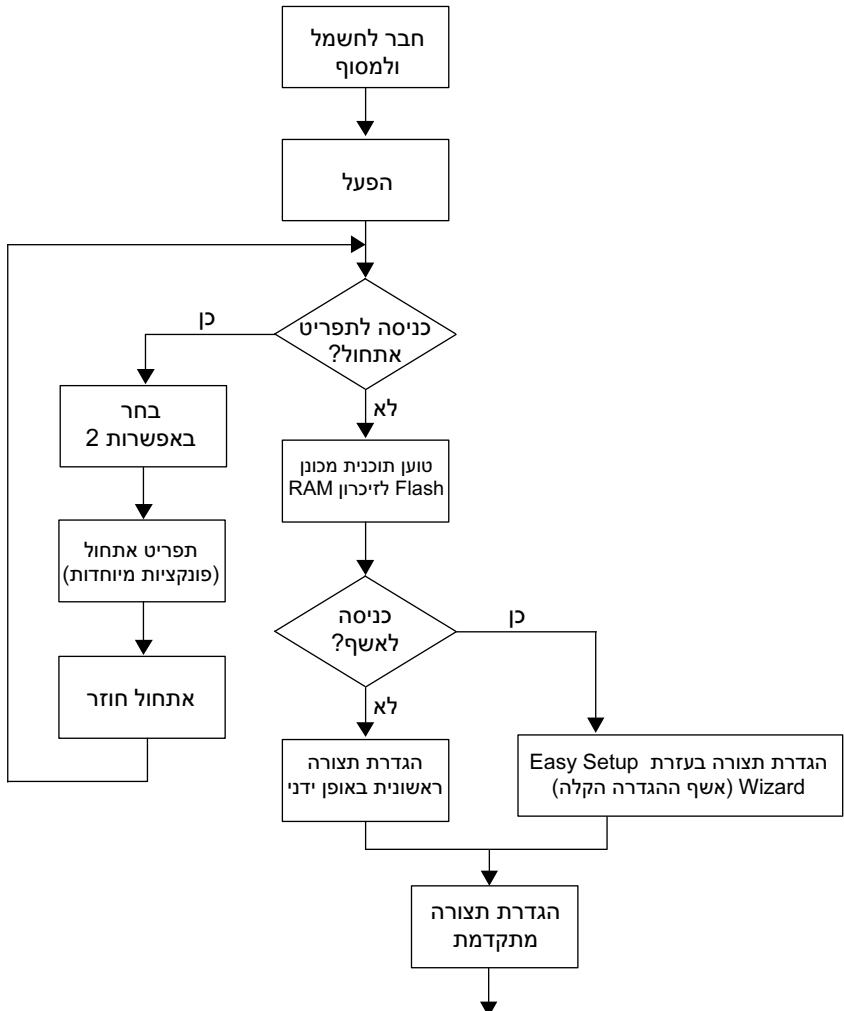 חבר לחשמל
ולמסוף
הפעל
כניסה לתפריט
אתחול?
כן
לא
בחר
באפשרות 2
טוען תוכנית מכונן
Flash לזיכרון RAM
תפריט אתחול
(פונקציות מיוחדות)
כניסה
לאשף?
כן
לא
אתחול חוזר
הגדרת תצורה
ראשונית באופן ידני
הגדרת תצורה בעזרת Easy Setup
Wizard (אשף ההגדרה הקלה)
הגדרת תצורה
מתקדמת